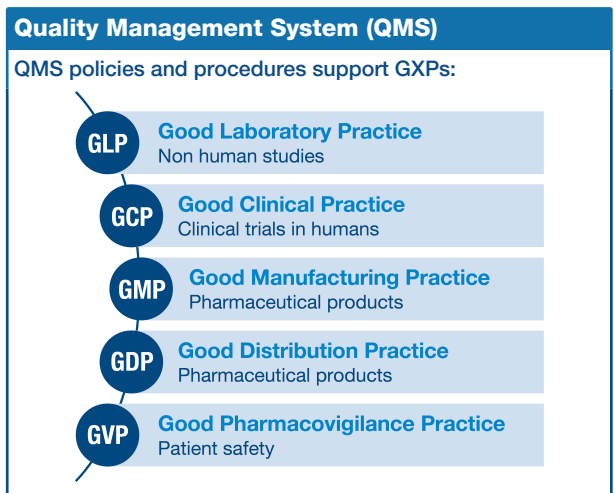 Quality Management System (QMS)
QMS policies and procedures support GXPs:
GLP
Good Laboratory Practice
Non human studies
GCP
Good Clinical Practice
Clinical trials in humans
GMP
Good Manufacturing Practice
Pharmaceutical products
GDP
Good Distribution Practice
Pharmaceutical products
GVP
Good Pharmacovigilance Practice
Patient safety